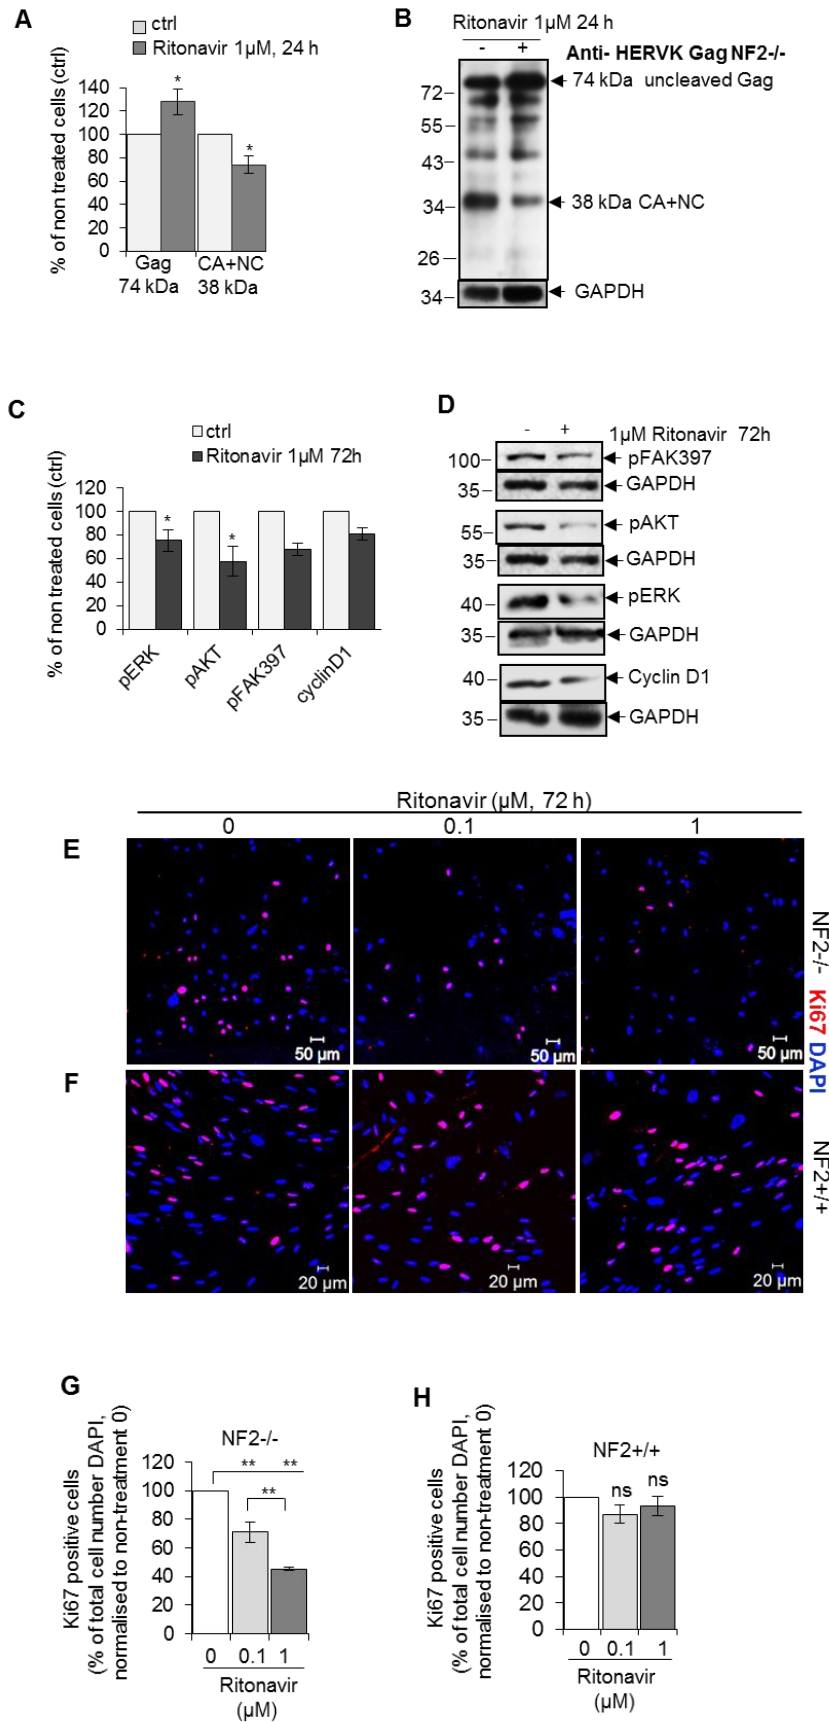 A
ctrl
Ritonavir 1µM, 24 h
% of non treated cells (ctrl)
140
120
100
80
60
40
20
0
*
*
Gag
74 kDa
CA+NC
38 kDa
B
Ritonavir 1µM 24 h
- +
Anti- HERVK Gag NF2-/-
72
55
43
34
26
34
74 kDa uncleaved Gag
38 kDa CA+NC
GAPDH
C
ctrl
Ritonavir 1µM 72h
% of non treated cells (ctrl)
120
100
80
60
40
20
0
*
*
pERK
pAKT
pFAK397
cyclinD1
D
- + 1µM Ritonavir 72h
100 pFAK397
35 GAPDH
55 pAKT
35 GAPDH
40 pERK
35 GAPDH
40 Cyclin D1
35 GAPDH
Ritonavir (µM, 72 h)
0 0.1 1
E
50 µm 50 µm 50 µm
F
20 µm 20 µm 20 µm
NF2-/- Ki67 DAPI
NF2+/+
G
NF2-/-
Ki67 positive cells
(% of total cell number DAPI,
normalised to non-treatment 0)
120
100
80
60
40
20
0
** **
**
0 0.1 1
Ritonavir
(µM)
H
NF2+/+
Ki67 positive cells
(% of total cell number DAPI,
normalised to non-treatment 0)
120
100
80
60
40
20
0
ns ns
0 0.1 1
Ritonavir
(µM)